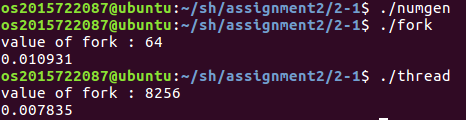 os2015722087@ubuntu:~/sh/assignment2/2-1$ ./numgen
os2015722087@ubuntu:~/sh/assignment2/2-1$ ./fork
value of fork : 64
0.010931
os2015722087@ubuntu:~/sh/assignment2/2-1$ ./thread
value of fork : 8256
0.007835